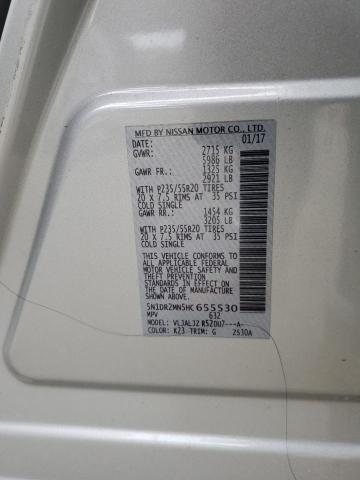 MFD BY NISSAN MOTOR CO., LTD.
DATE: 01/17
GVWR: 2715 KG
5986 LB
GAWR FR.: 1325 KG
2921 LB
WITH P235/55R20 TIRES
20 X 7.5 RIMS AT 35 PSI
COLD SINGLE
GAWR RR.: 1454 KG
3205 LB
WITH P235/55R20 TIRES
20 X 7.5 RIMS AT 35 PSI
COLD SINGLE
THIS VEHICLE CONFORMS TO ALL
APPLICABLE FEDERAL MOTOR
VEHICLE SAFETY STANDARDS IN
EFFECT ON THE DATE OF
MANUFACTURE SHOWN ABOVE.
5N1DR2MN5HC655530
MPV 632
MODEL: VLJALJZ R52DU7---A-
COLOR: K23 TRIM: G 2530A